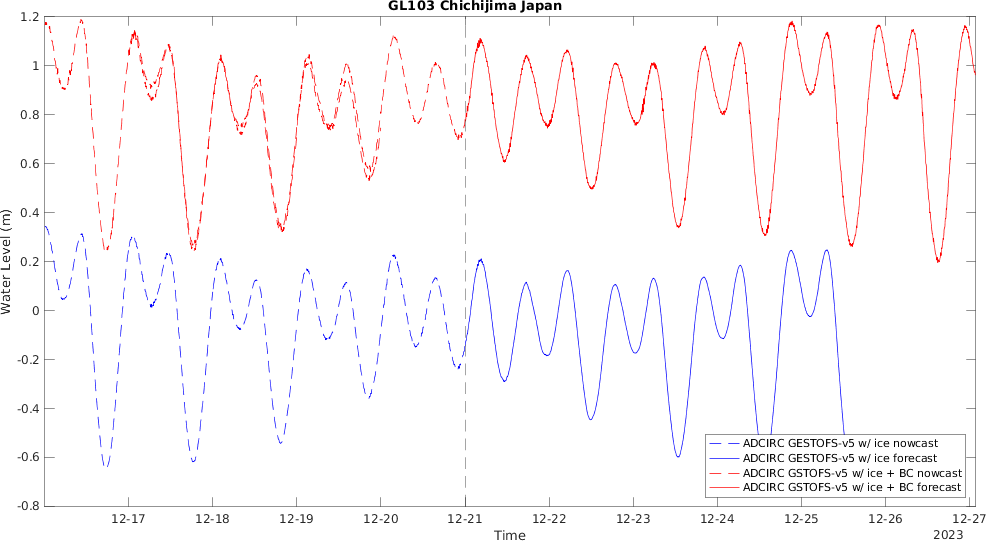 GL103 Chichijima Japan
1.2
1
0.8
0.6
0.4
0.2
0
-0.2
-0.4
-0.6
-0.8
Water Level (m)
ADCIRC GESTOFS-v5 w/ ice nowcast
ADCIRC GESTOFS-v5 w/ ice forecast
ADCIRC GSTOFS-v5 w/ ice + BC nowcast
ADCIRC GSTOFS-v5 w/ ice + BC forecast
12-17 12-18 12-19 12-20 12-21 12-22 12-23 12-24 12-25 12-26 12-27
Time
2023